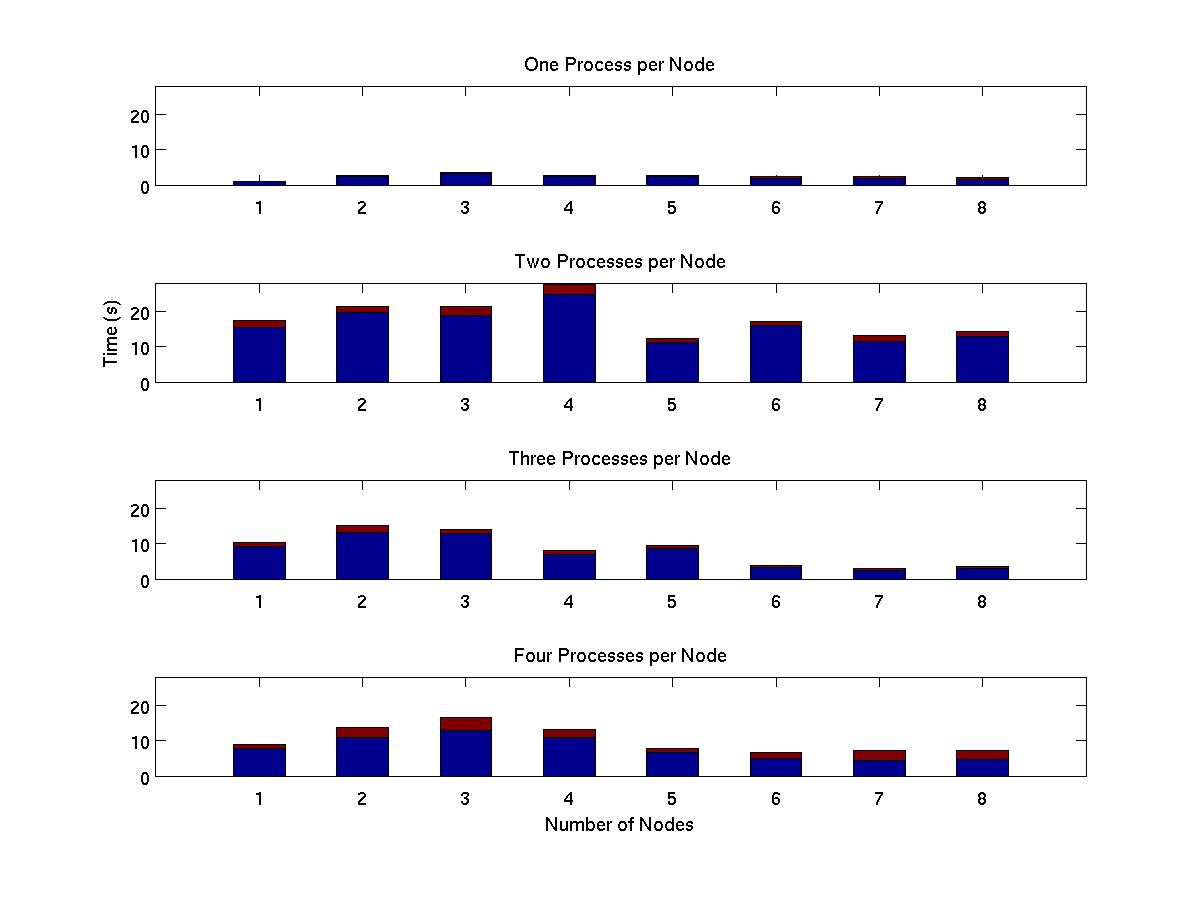 One Process per Node
20
10
0
1 2 3 4 5 6 7 8
Two Processes per Node
Time (s)
20
10
0
1 2 3 4 5 6 7 8
Three Processes per Node
20
10
0
1 2 3 4 5 6 7 8
Four Processes per Node
20
10
0
1 2 3 4 5 6 7 8
Number of Nodes